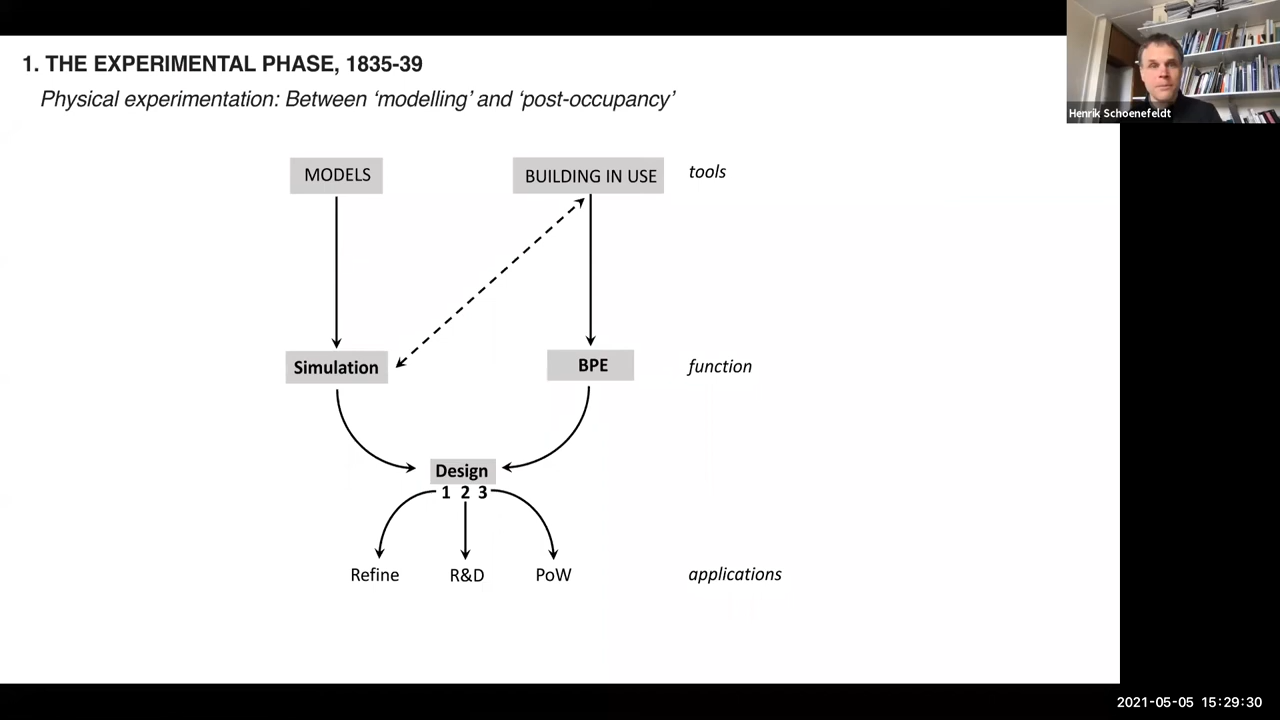 1. THE EXPERIMENTAL PHASE, 1835-39
Physical experimentation: Between ‘modelling’ and ‘post-occupancy’
Henrik Schoenefeldt
MODELS
BUILDING IN USE
tools
Simulation
BPE
function
Design
1 2 3
Refine
R&D
PoW
applications
2021-05-05 15:29:30